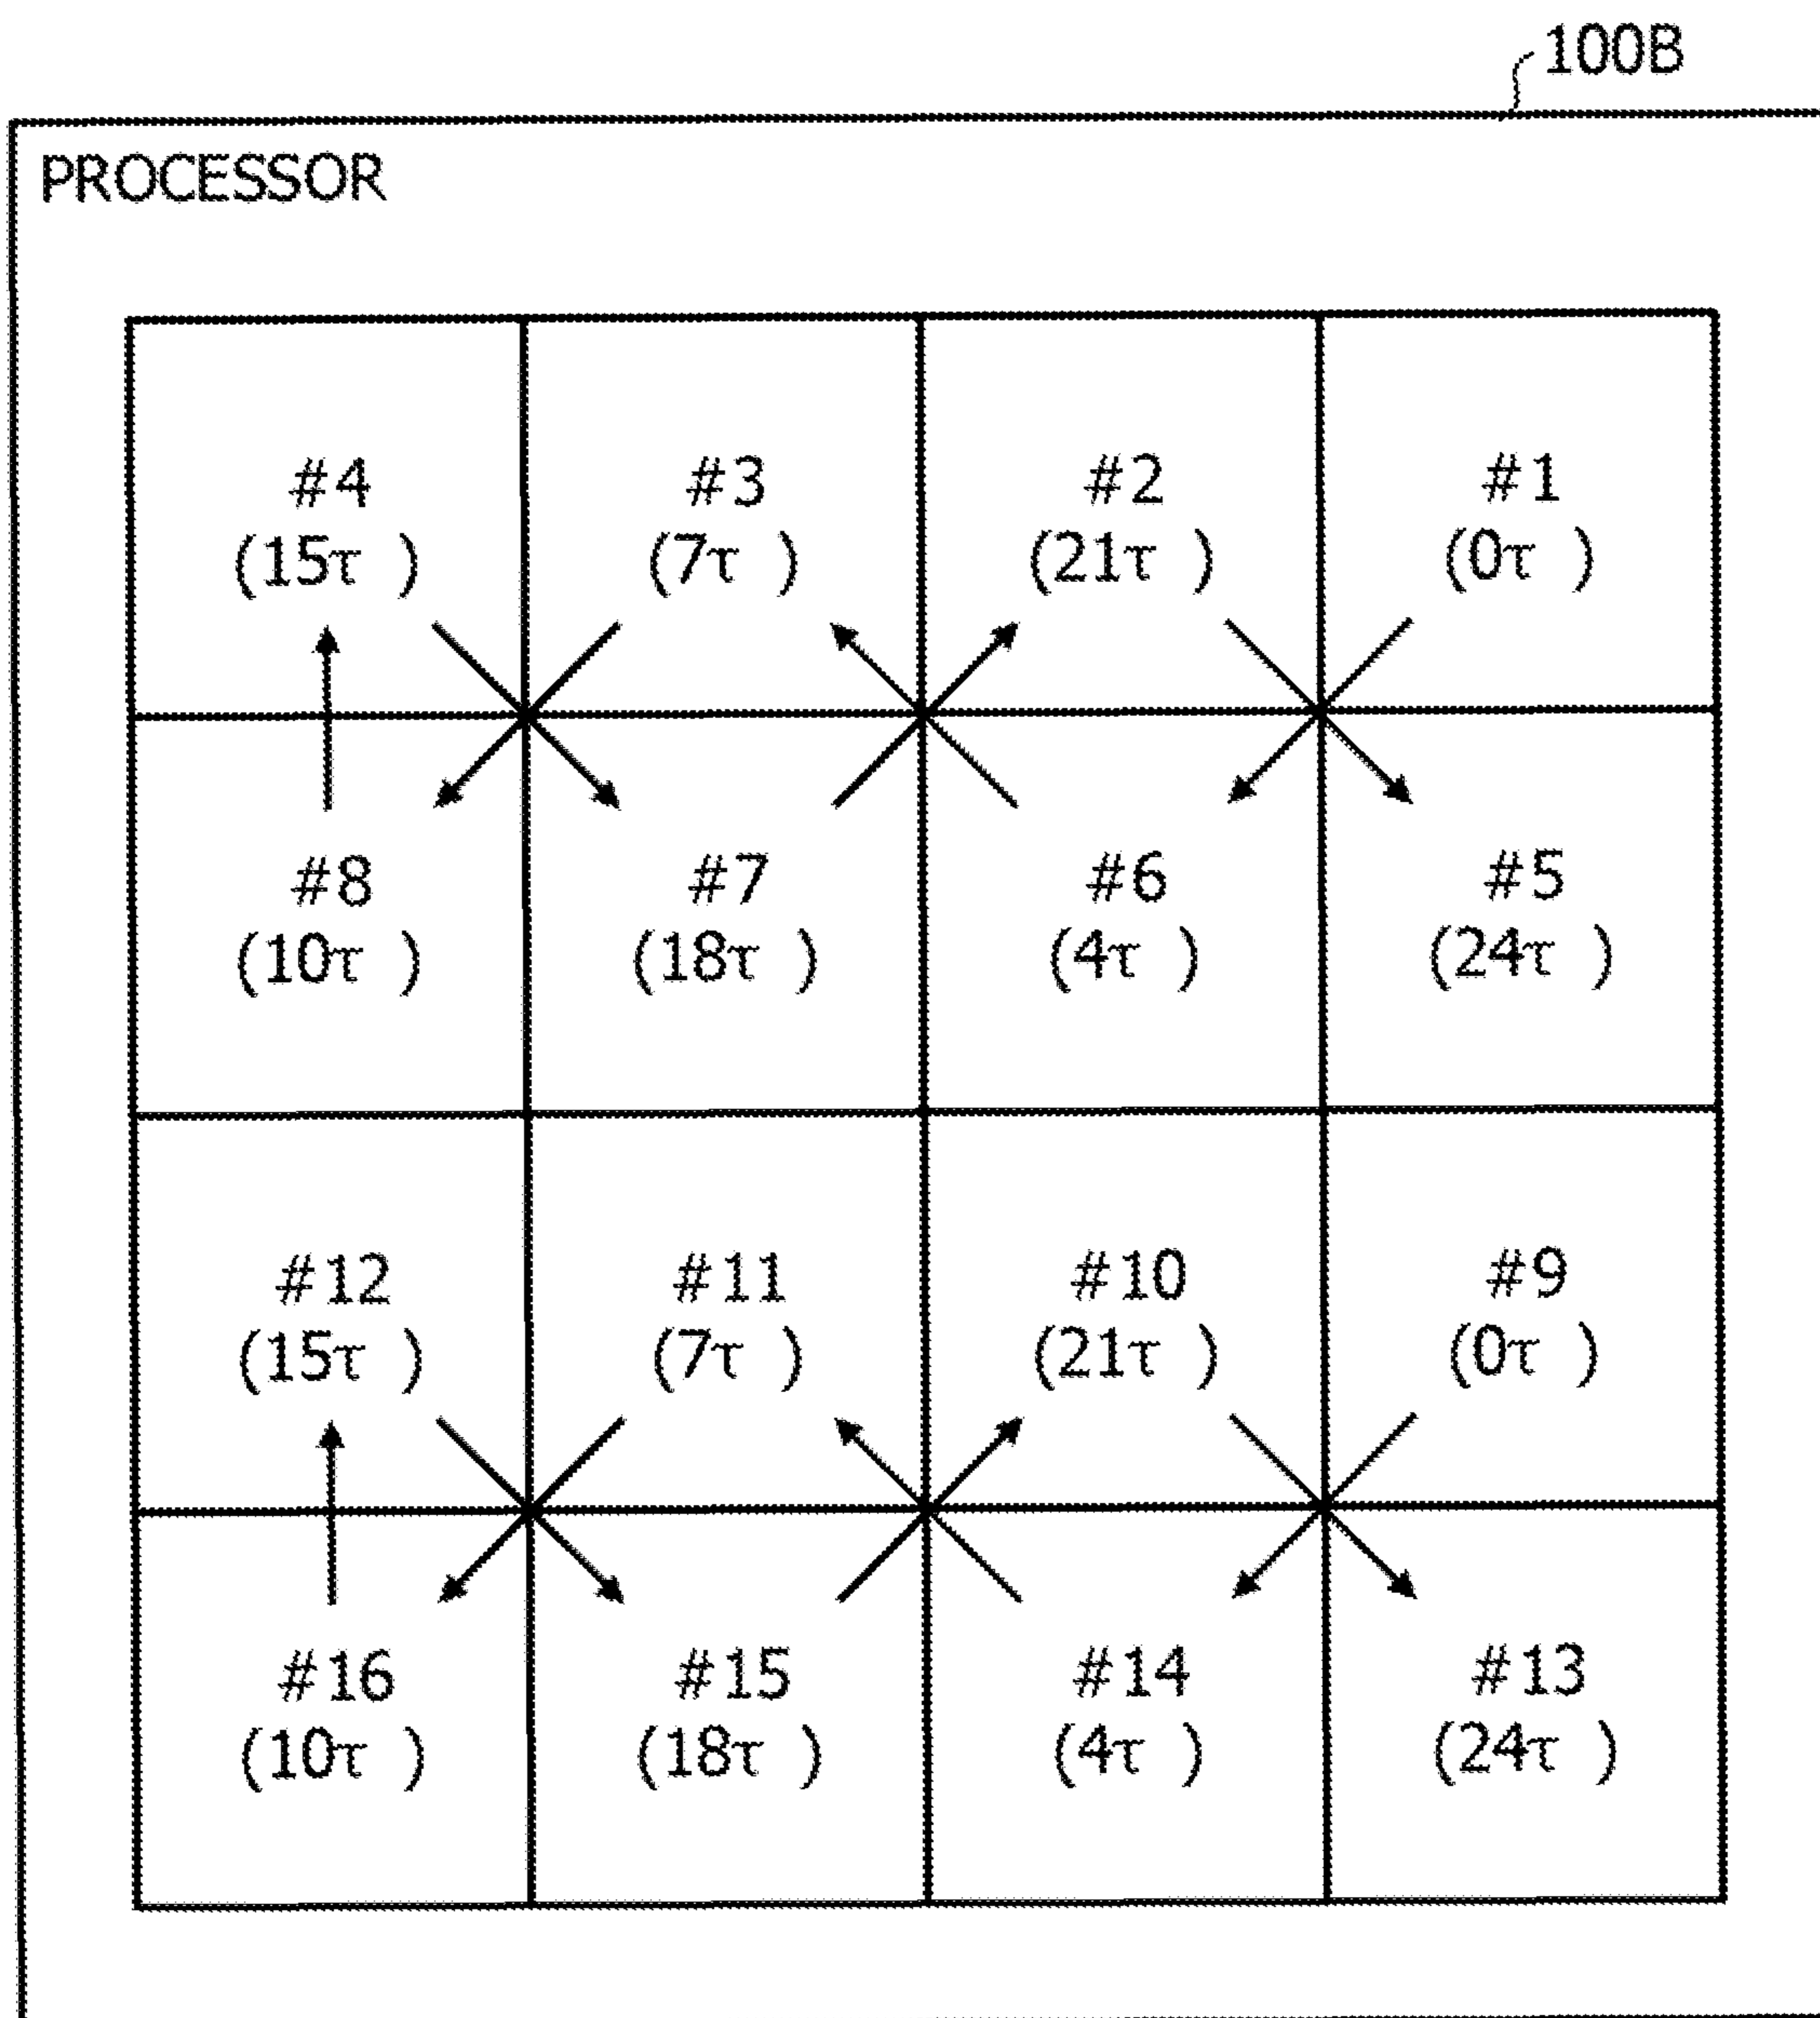 100B
PROCESSOR
#4 #3 #2 #1
(15τ ) (7τ ) (21τ ) (0τ )
#8 #7 #6 #5
(10τ ) (18τ ) (4τ ) (24τ )
#12 #11 #10 #9
(15τ ) (7τ ) (21τ ) (0τ )
#16 #15 #14 #13
(10τ ) (18τ ) (4τ ) (24τ )